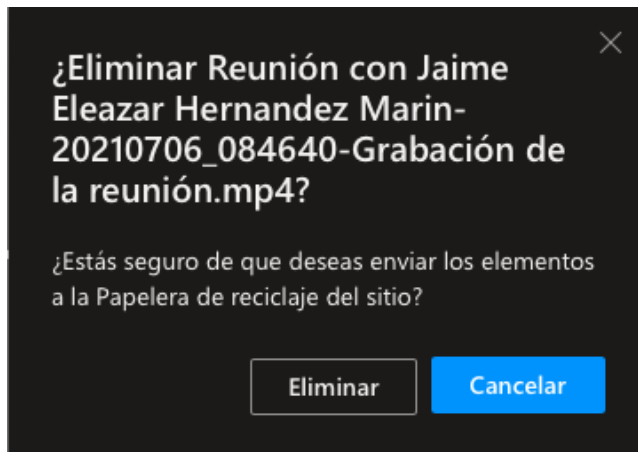 ¿Eliminar Reunión con Jaime
Eleazar Hernandez Marin-
20210706_084640-Grabación de
la reunión.mp4?
¿Estás seguro de que deseas enviar los elementos
a la Papelera de reciclaje del sitio?
Eliminar
Cancelar